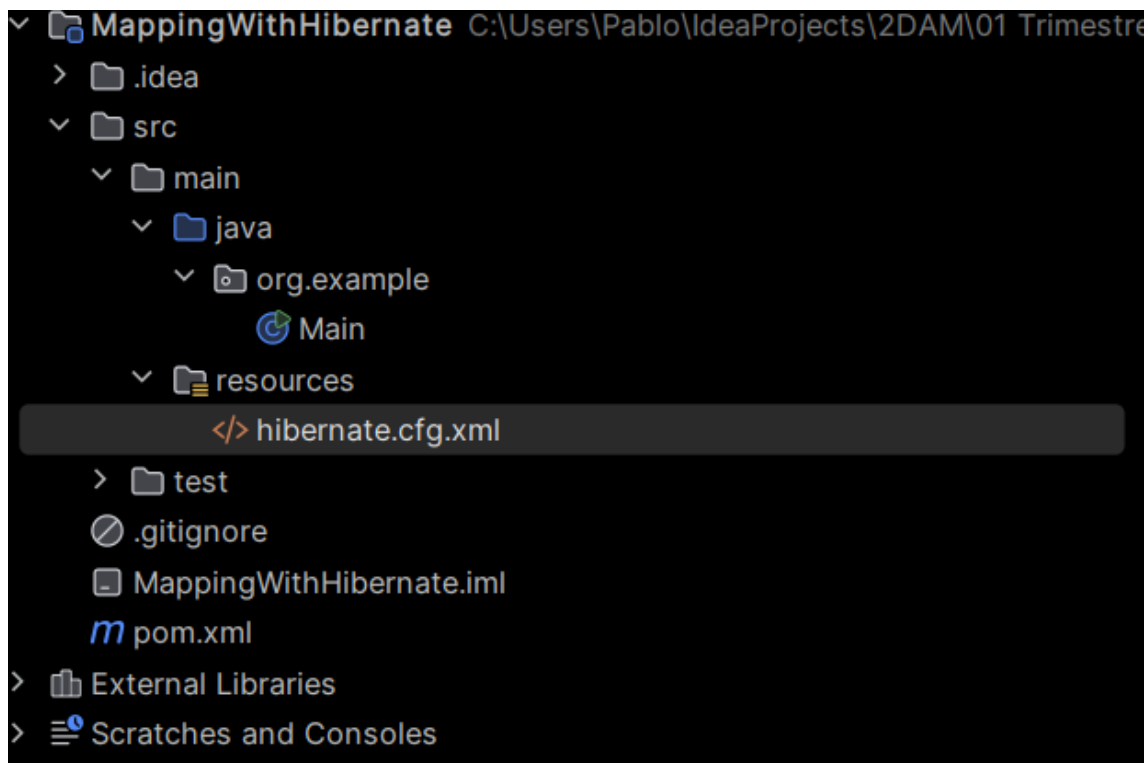 MappingWithHibernate C:\Users\Pablo\IdeaProjects\2DAM\01 Trimestre
.idea
src
main
java
org.example
Main
resources
</> hibernate.cfg.xml
test
.gitignore
MappingWithHibernate.iml
m pom.xml
External Libraries
Scratches and Consoles